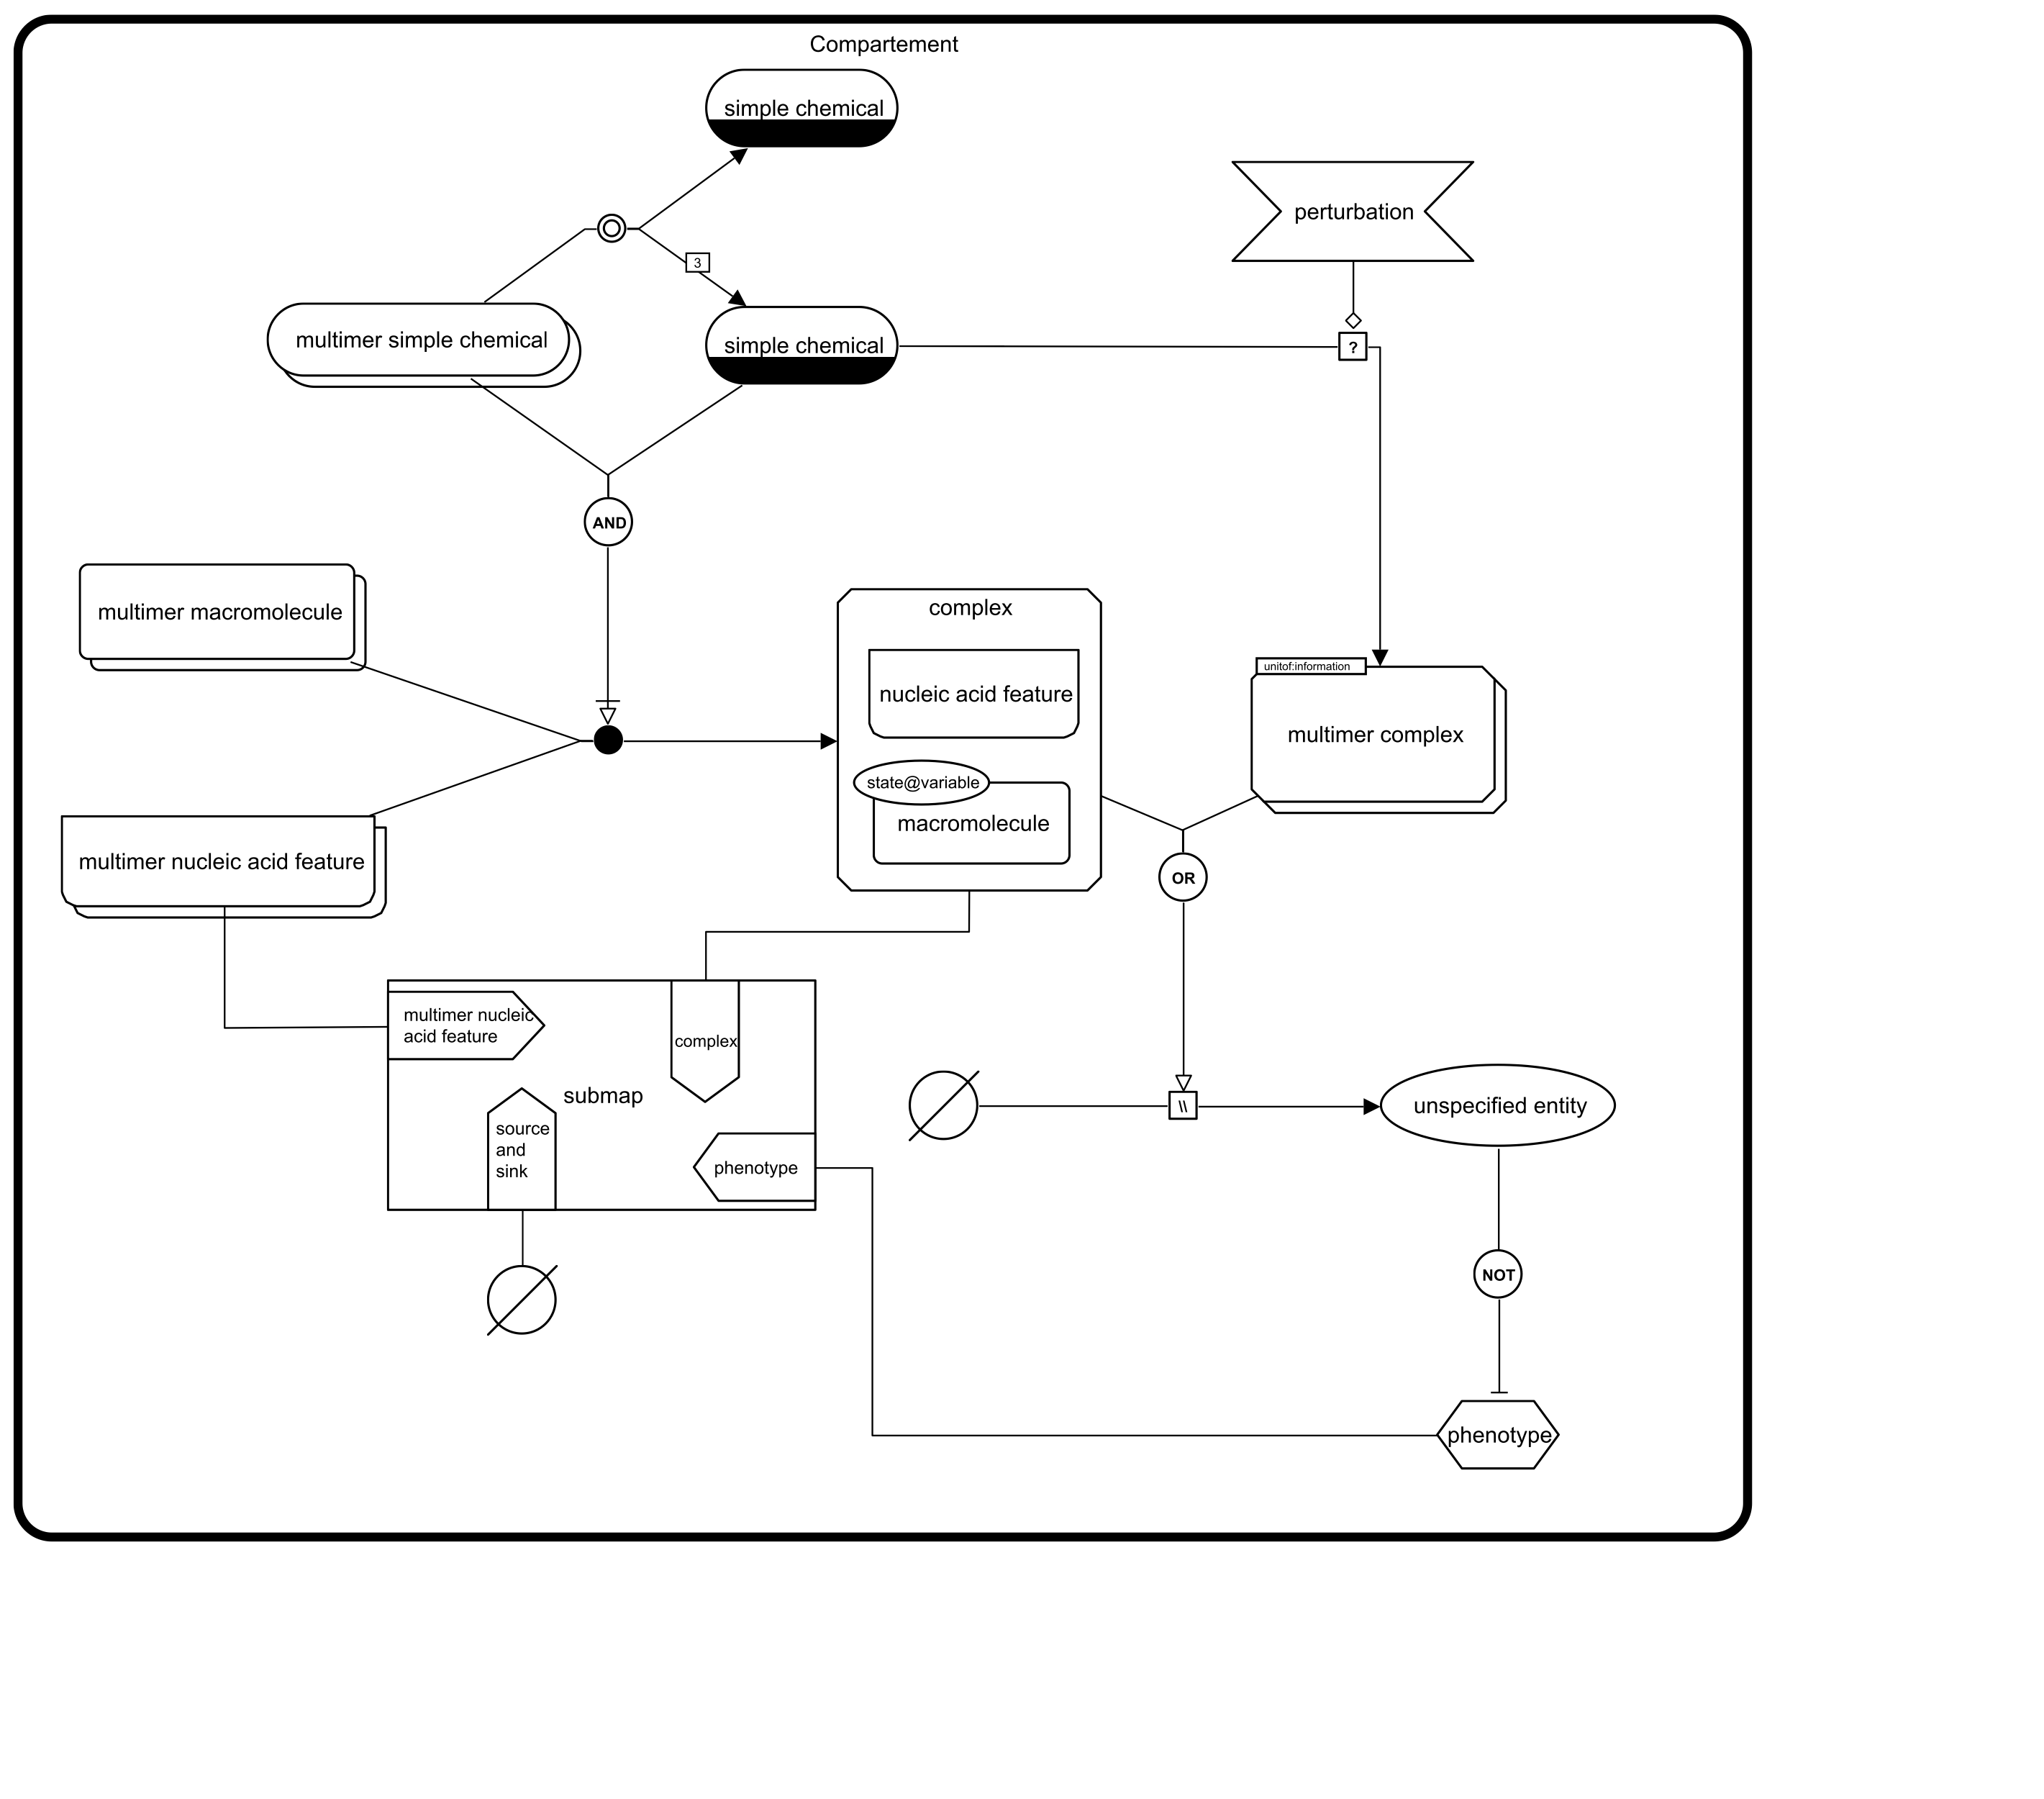 Compartement
simple chemical
perturbation
3
multimer simple chemical
simple chemical
?
AND
multimer macromolecule
complex
unitof:information
nucleic acid feature
multimer complex
state@variable
macromolecule
multimer nucleic acid feature
OR
multimer nucleic
acid feature
complex
submap
source
and
sink
phenotype
\\
unspecified entity
NOT
phenotype